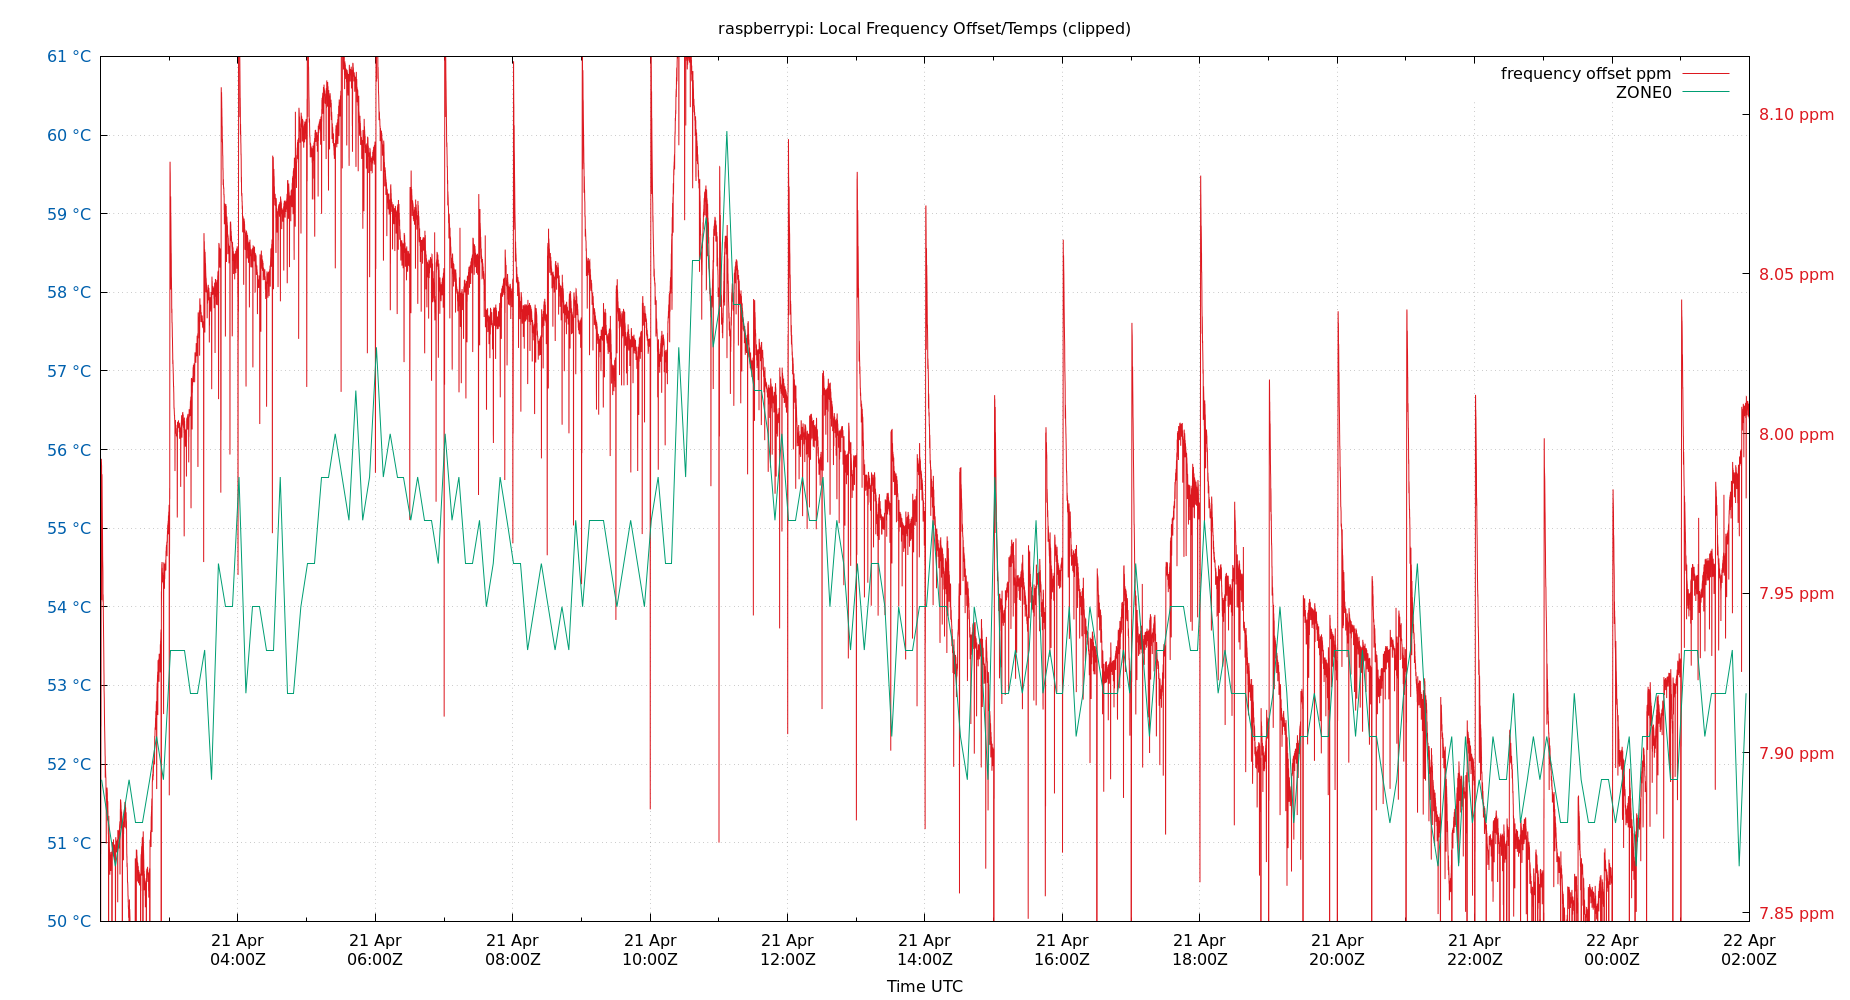 raspberrypi: Local Frequency Offset/Temps (clipped)
frequency offset ppm
ZONE0
61 °C
60 °C
59 °C
58 °C
57 °C
56 °C
55 °C
54 °C
53 °C
52 °C
51 °C
50 °C
8.10 ppm
8.05 ppm
8.00 ppm
7.95 ppm
7.90 ppm
7.85 ppm
21 Apr 21 Apr 21 Apr 21 Apr 21 Apr 21 Apr 21 Apr 21 Apr 21 Apr 21 Apr 22 Apr 22 Apr
04:00Z 06:00Z 08:00Z 10:00Z 12:00Z 14:00Z 16:00Z 18:00Z 20:00Z 22:00Z 00:00Z 02:00Z
Time UTC